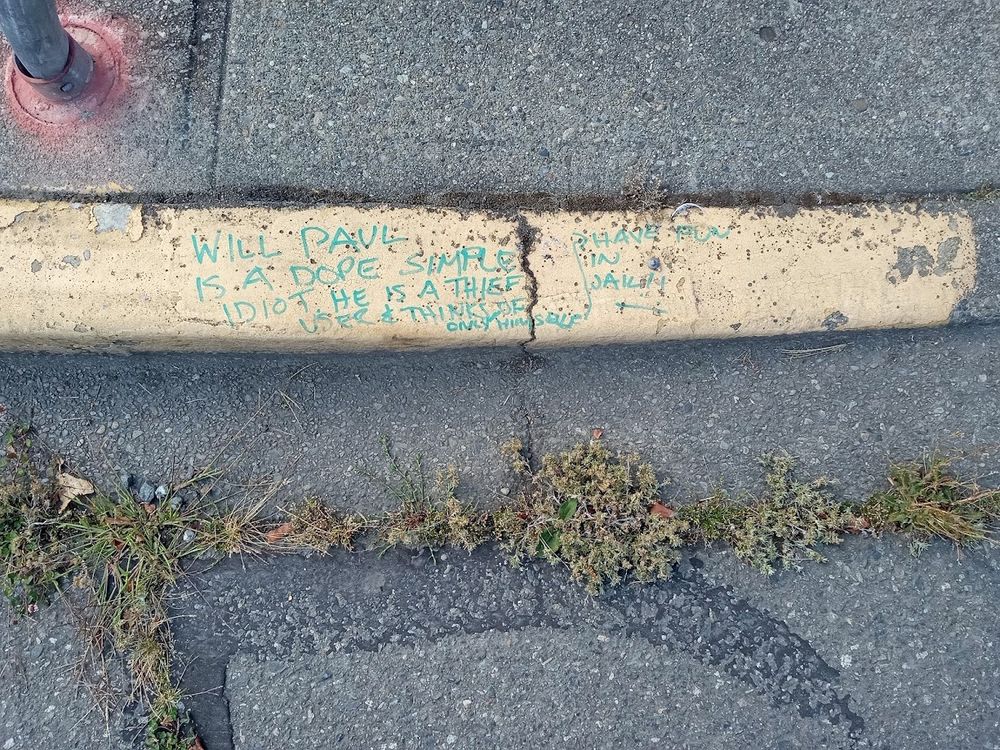 WILL PAUL
IS A DOPE SIMPLE
IDIOT HE IS A THIEF
USER & THINKS OF
ONLY HIMSELF
HAVE FUN
IN
JAIL!!